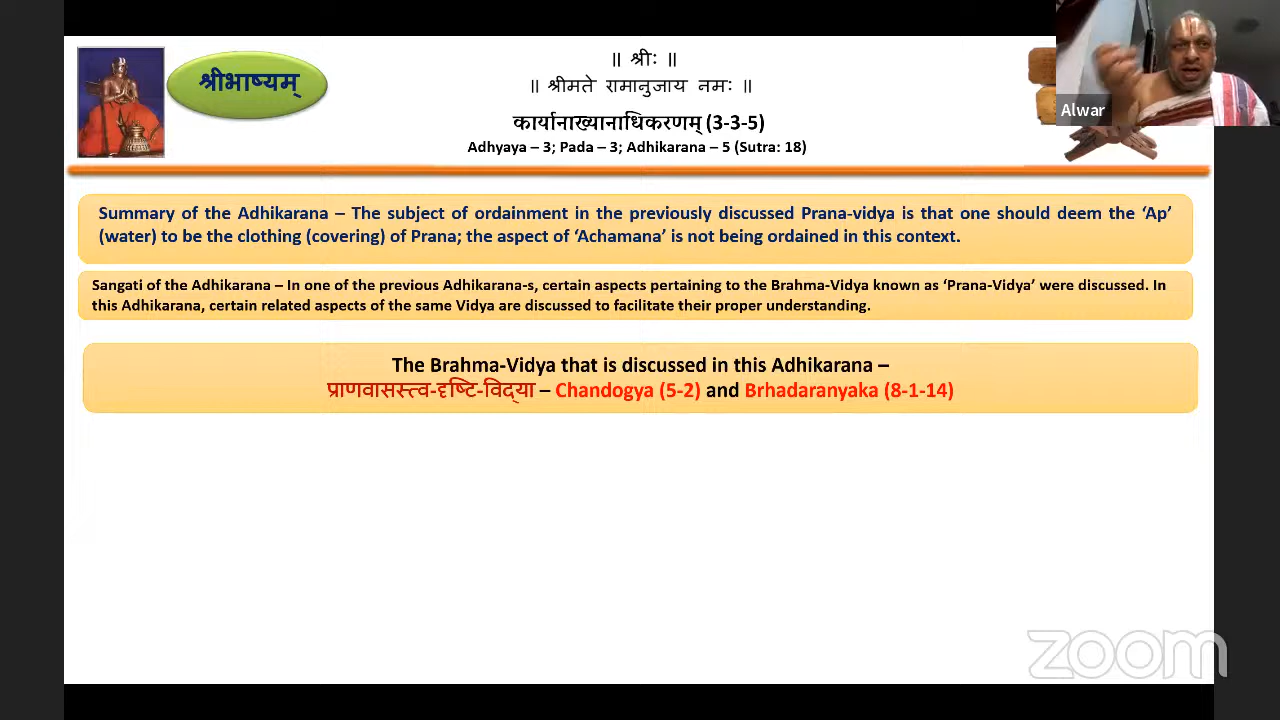 श्रीभाष्यम्
॥ श्रीः ॥
॥ श्रीमते रामानुजाय नमः ॥
कार्यानाख्यानाधिकरणम् (3-3-5)
Adhyaya – 3; Pada – 3; Adhikarana – 5 (Sutra: 18)
Alwar
Summary of the Adhikarana – The subject of ordainment in the previously discussed Prana-vidya is that one should deem the ‘Ap’
(water) to be the clothing (covering) of Prana; the aspect of ‘Achamana’ is not being ordained in this context.
Sangati of the Adhikarana – In one of the previous Adhikarana-s, certain aspects pertaining to the Brahma-Vidya known as ‘Prana-Vidya’ were discussed. In
this Adhikarana, certain related aspects of the same Vidya are discussed to facilitate their proper understanding.
The Brahma-Vidya that is discussed in this Adhikarana –
प्राणवासस्त्व-दृष्टि-विद्या – Chandogya (5-2) and Brhadaranyaka (8-1-14)
zoom